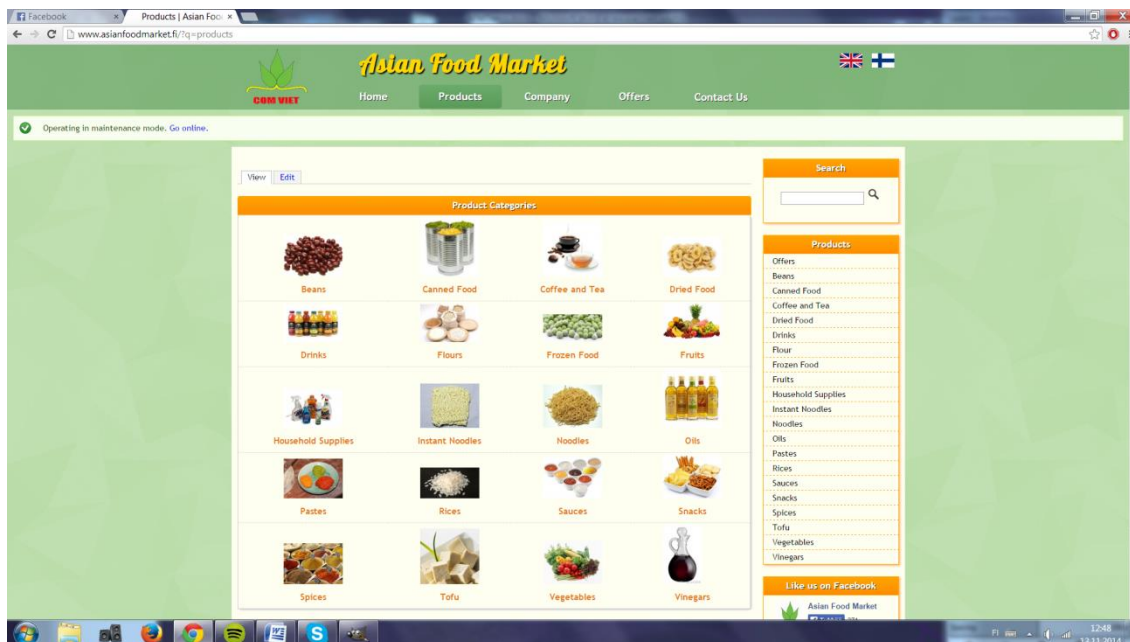 Facebook
Products | Asian Foo
www.asianfoodmarket.fi/?q=products
COM VIET
Asian Food Market
Home Products Company Offers Contact Us
Operating in maintenance mode. Go online.
View Edit
Product Categories
Beans Canned Food Coffee and Tea Dried Food
Drinks Flours Frozen Food Fruits
Household Supplies Instant Noodles Noodles Oils
Pastes Rices Sauces Snacks
Spices Tofu Vegetables Vinegars
Search
Products
Offers
Beans
Canned Food
Coffee and Tea
Dried Food
Drinks
Flour
Frozen Food
Fruits
Household Supplies
Instant Noodles
Noodles
Oils
Pastes
Rices
Sauces
Snacks
Spices
Tofu
Vegetables
Vinegars
Like us on Facebook
Asian Food Market
FI
12:48